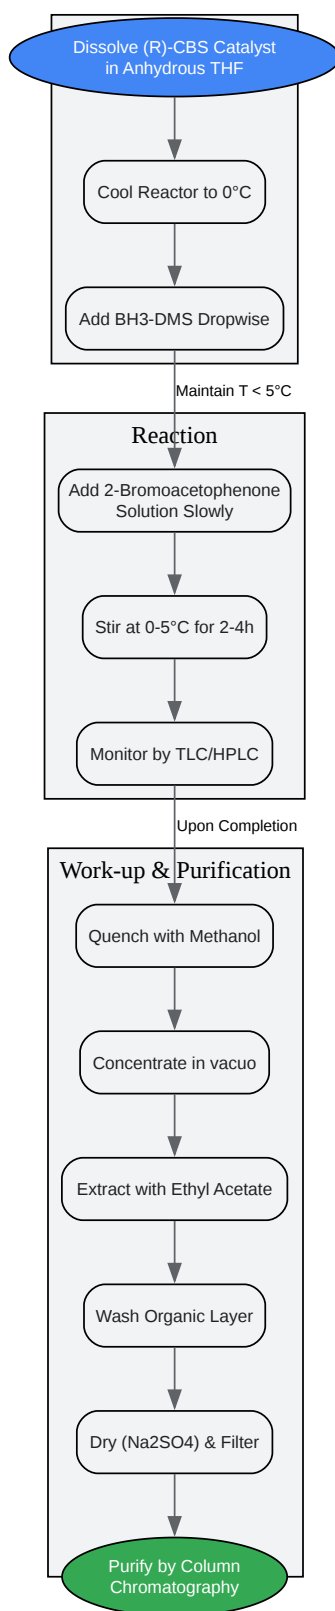 Dissolve (R)-CBS Catalyst
in Anhydrous THF
Cool Reactor to 0°C
Add BH3-DMS Dropwise
Maintain T < 5°C
Reaction
Add 2-Bromoacetophenone
Solution Slowly
Stir at 0-5°C for 2-4h
Monitor by TLC/HPLC
Upon Completion
Work-up & Purification
Quench with Methanol
Concentrate in vacuo
Extract with Ethyl Acetate
Wash Organic Layer
Dry (Na2SO4) & Filter
Purify by Column
Chromatography